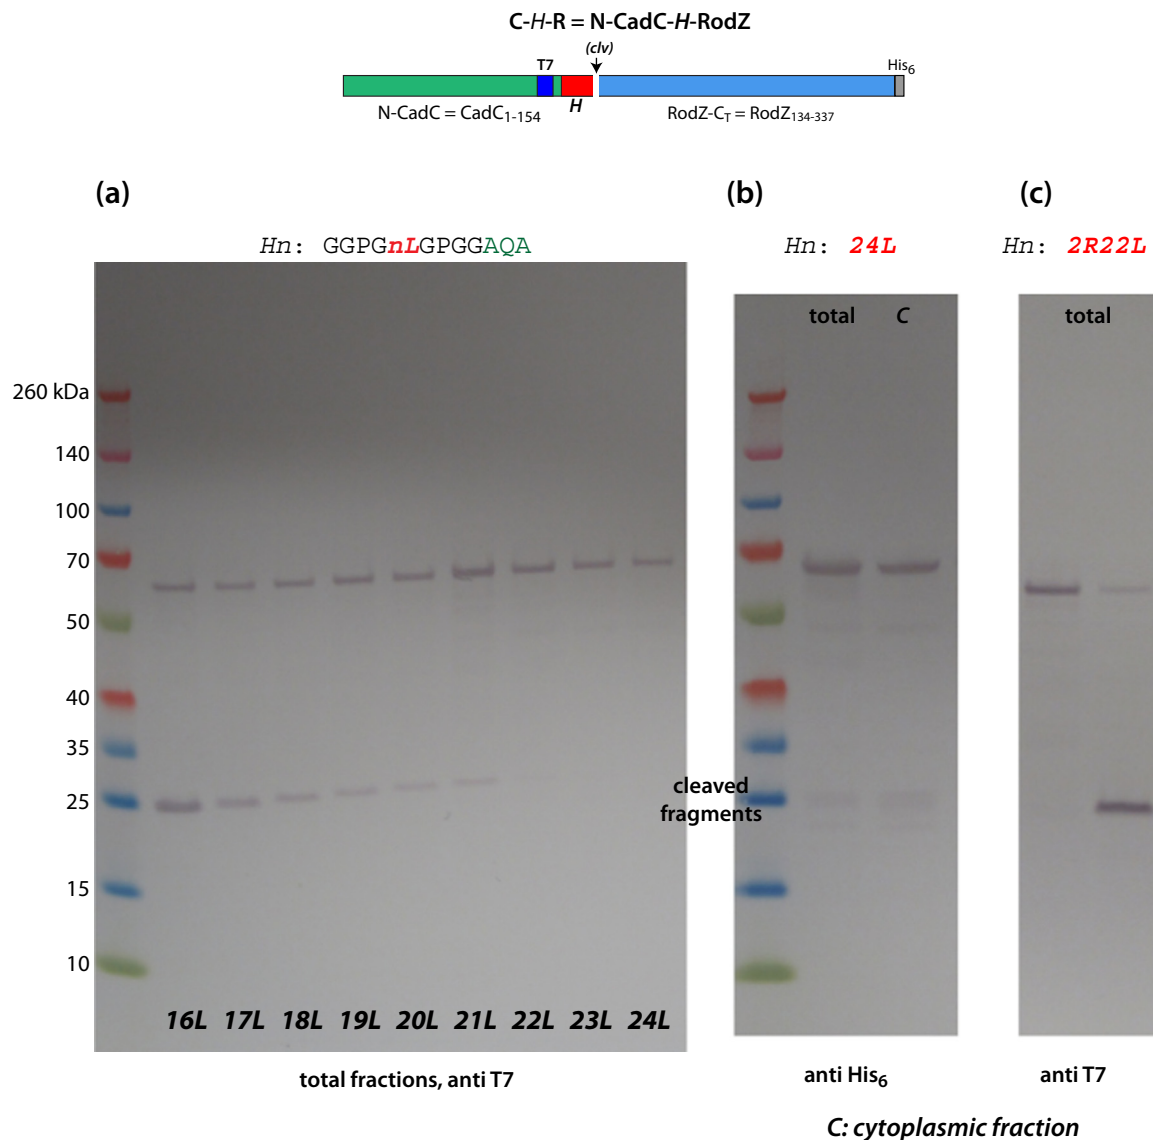 C-H-R = N-CadC-H-RodZ
(clv)
T7
His6
H
N-CadC = CadC1-154
RodZ-CT = RodZ134-337
(a)
(b)
(c)
Hn: GGPGnLGPGGAQA
Hn: 24L
Hn: 2R22L
total C
total
260 kDa
140
100
70
50
40
35
25
15
10
cleaved
fragments
16L 17L 18L 19L 20L 21L 22L 23L 24L
total fractions, anti T7
anti His6
anti T7
C: cytoplasmic fraction